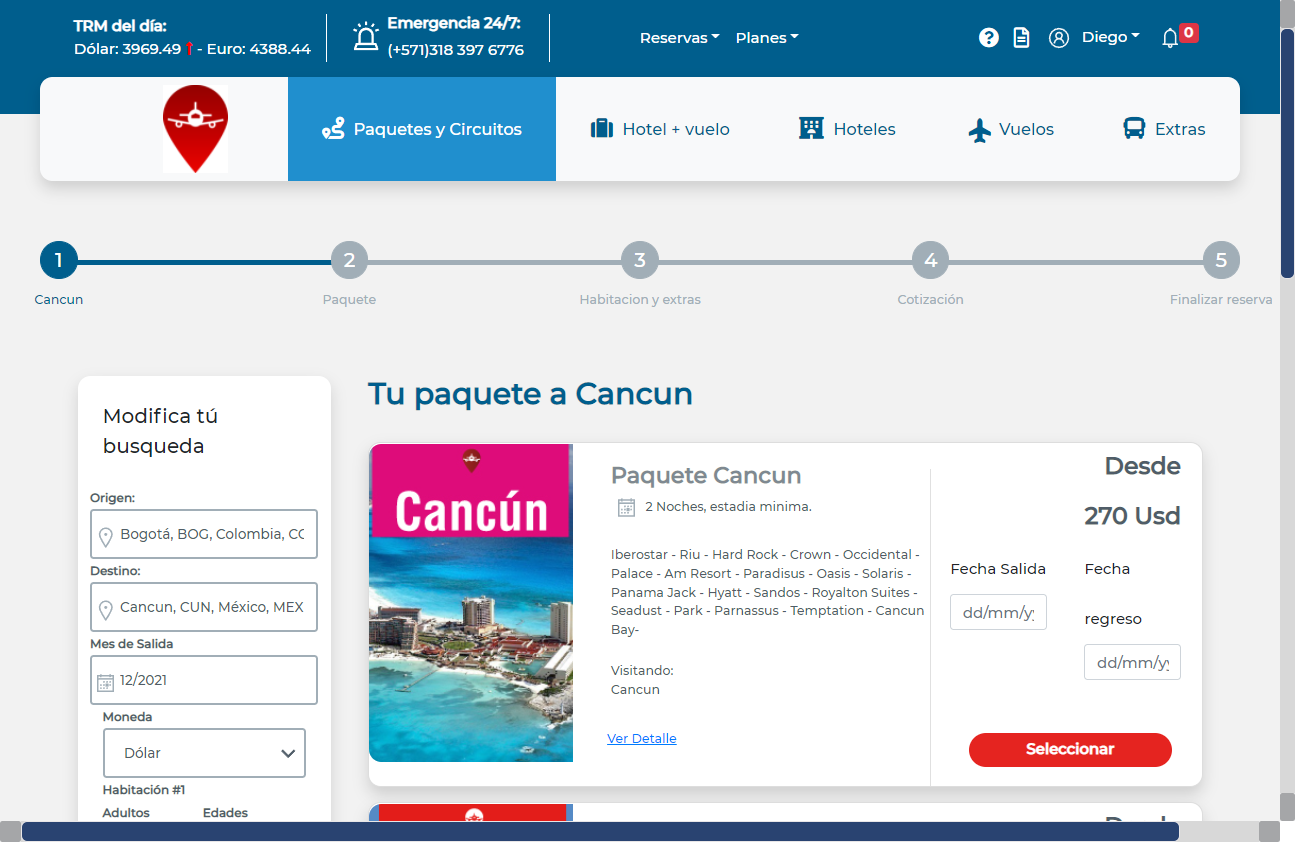 TRM del día:
Dólar: 3969.49 - Euro: 4388.44
Emergencia 24/7:
(+571)318 397 6776
Reservas
Planes
?
Diego
0
Paquetes y Circuitos
Hotel + vuelo
Hoteles
Vuelos
Extras
1
2
3
4
5
Cancun
Paquete
Habitacion y extras
Cotización
Finalizar reserva
Modifica tú
busqueda
Origen:
Bogotá, BOG, Colombia, CO
Destino:
Cancun, CUN, México, MEX
Mes de Salida
12/2021
Moneda
Dólar
Habitación #1
Adultos
Edades
Tu paquete a Cancun
Cancún
Paquete Cancun
2 Noches, estadia minima.
Iberostar - Riu - Hard Rock - Crown - Occidental -
Palace - Am Resort - Paradisus - Oasis - Solaris -
Panama Jack - Hyatt - Sandos - Royalton Suites -
Seadust - Park - Parnassus - Temptation - Cancun
Bay-
Visitando:
Cancun
Ver Detalle
Desde
270 Usd
Fecha Salida
dd/mm/y
Fecha
regreso
dd/mm/yy
Seleccionar
Desde